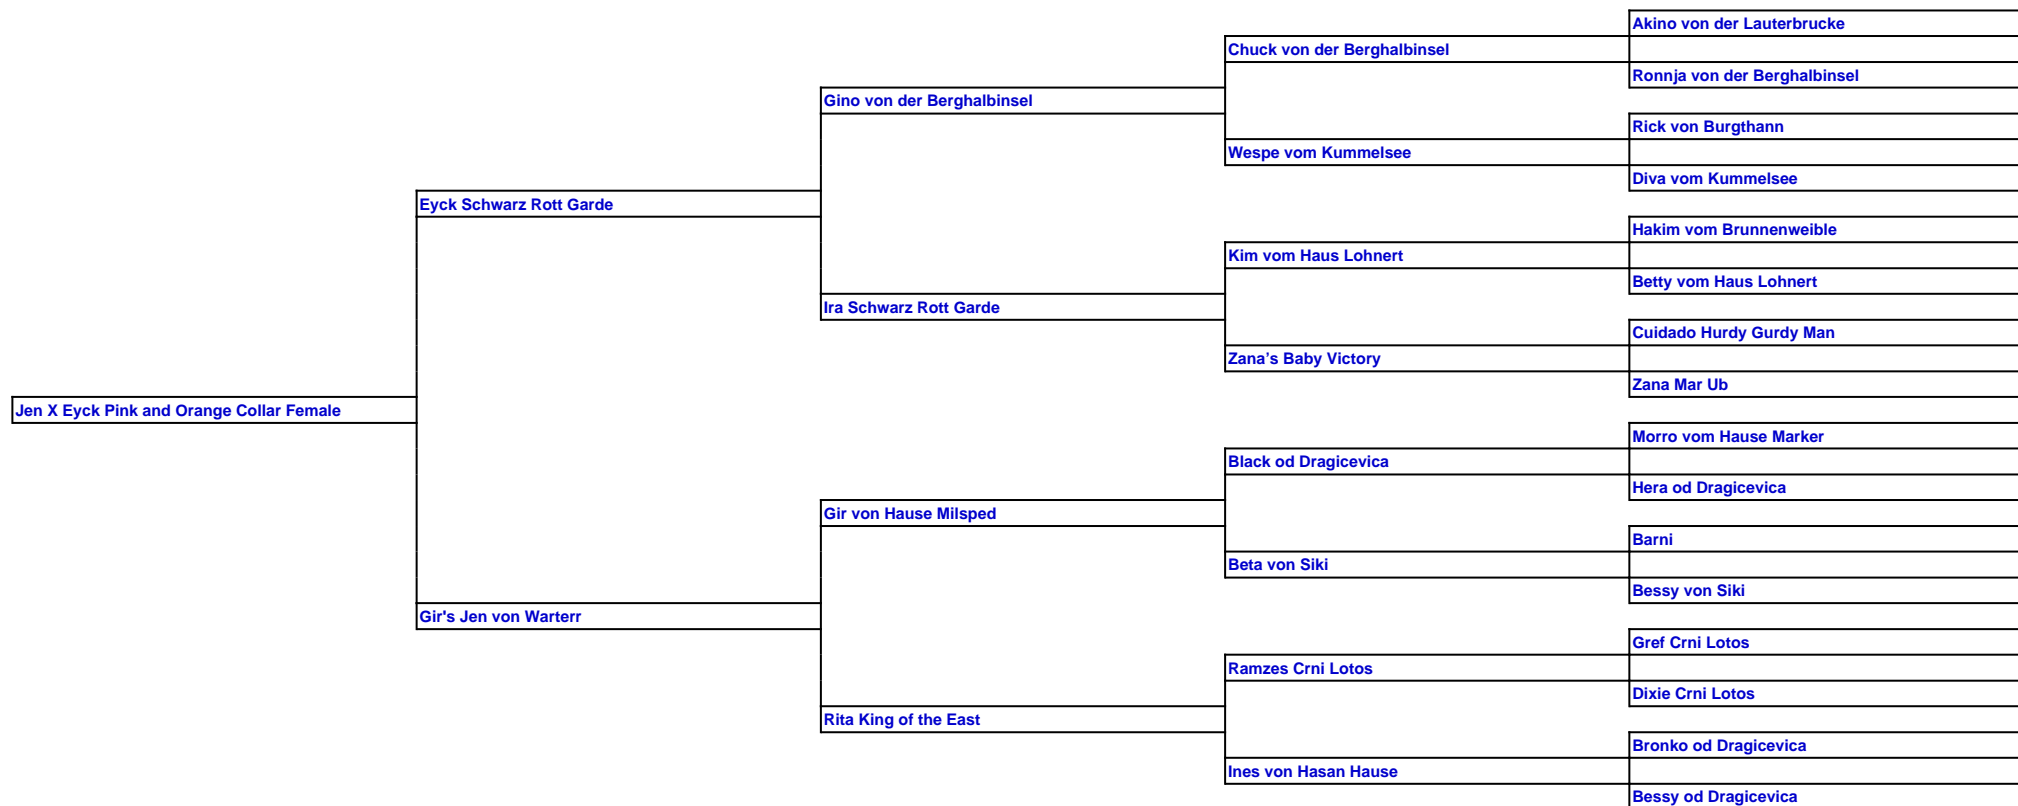 Akino von der Lauterbrucke
Chuck von der Berghalbinsel
Ronnja von der Berghalbinsel
Gino von der Berghalbinsel
Rick von Burgthann
Wespe vom Kummelsee
Diva vom Kummelsee
Eyck Schwarz Rott Garde
Hakim vom Brunnenweible
Kim vom Haus Lohnert
Betty vom Haus Lohnert
Ira Schwarz Rott Garde
Cuidado Hurdy Gurdy Man
Zana’s Baby Victory
Zana Mar Ub
Jen X Eyck Pink and Orange Collar Female
Morro vom Hause Marker
Black od Dragicevica
Hera od Dragicevica
Gir von Hause Milsped
Barni
Beta von Siki
Bessy von Siki
Gir's Jen von Warterr
Gref Crni Lotos
Ramzes Crni Lotos
Dixie Crni Lotos
Rita King of the East
Bronko od Dragicevica
Ines von Hasan Hause
Bessy od Dragicevica